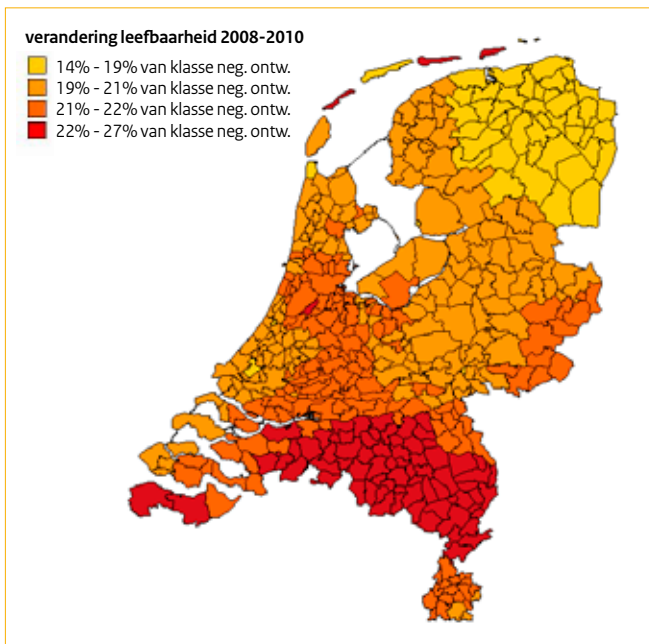 verandering leefbaarheid 2008-2010
14% - 19% van klasse neg. ontw.
19% - 21% van klasse neg. ontw.
21% - 22% van klasse neg. ontw.
22% - 27% van klasse neg. ontw.